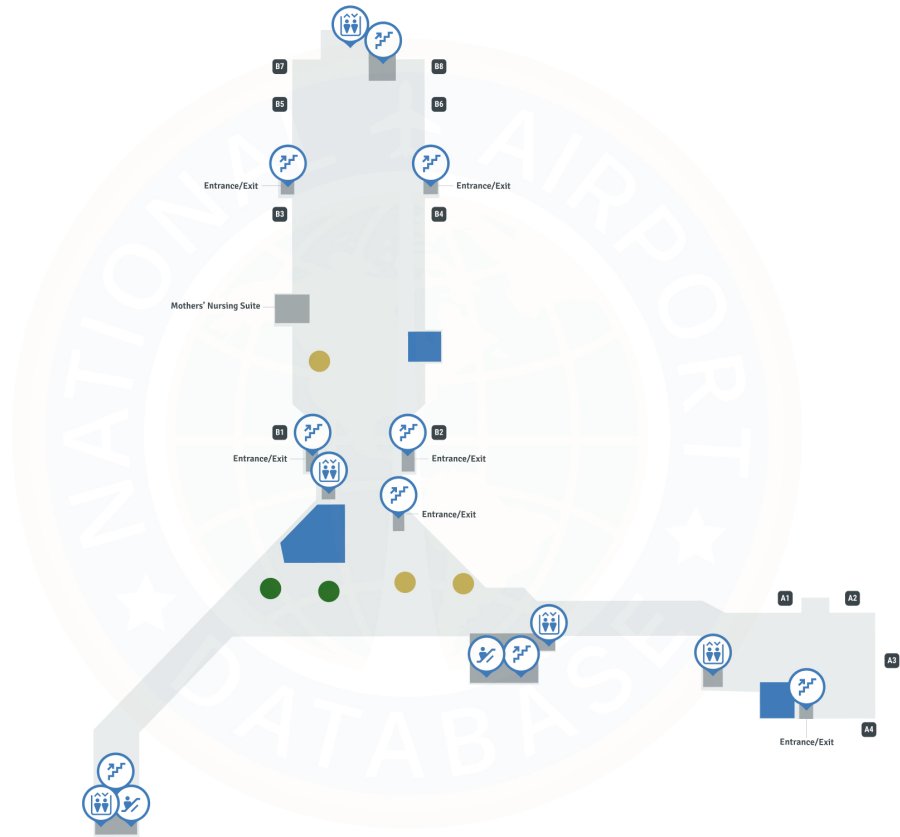 B7
B8
B5
B6
Entrance/Exit
Entrance/Exit
B3
B4
Mothers' Nursing Suite
B1
B2
Entrance/Exit
Entrance/Exit
Entrance/Exit
A1
A2
A3
A4
Entrance/Exit
NATIONAL AIRPORT
DATABASE